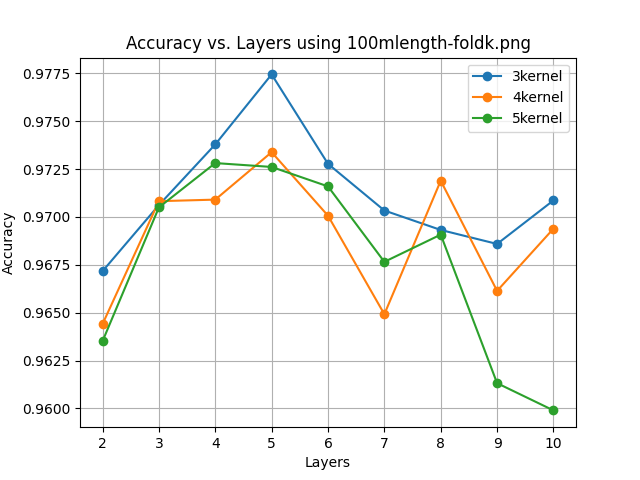 Accuracy vs. Layers using 100mlength-foldk.png
3kernel
4kernel
5kernel
Accuracy
0.9775
0.9750
0.9725
0.9700
0.9675
0.9650
0.9625
0.9600
2 3 4 5 6 7 8 9 10
Layers